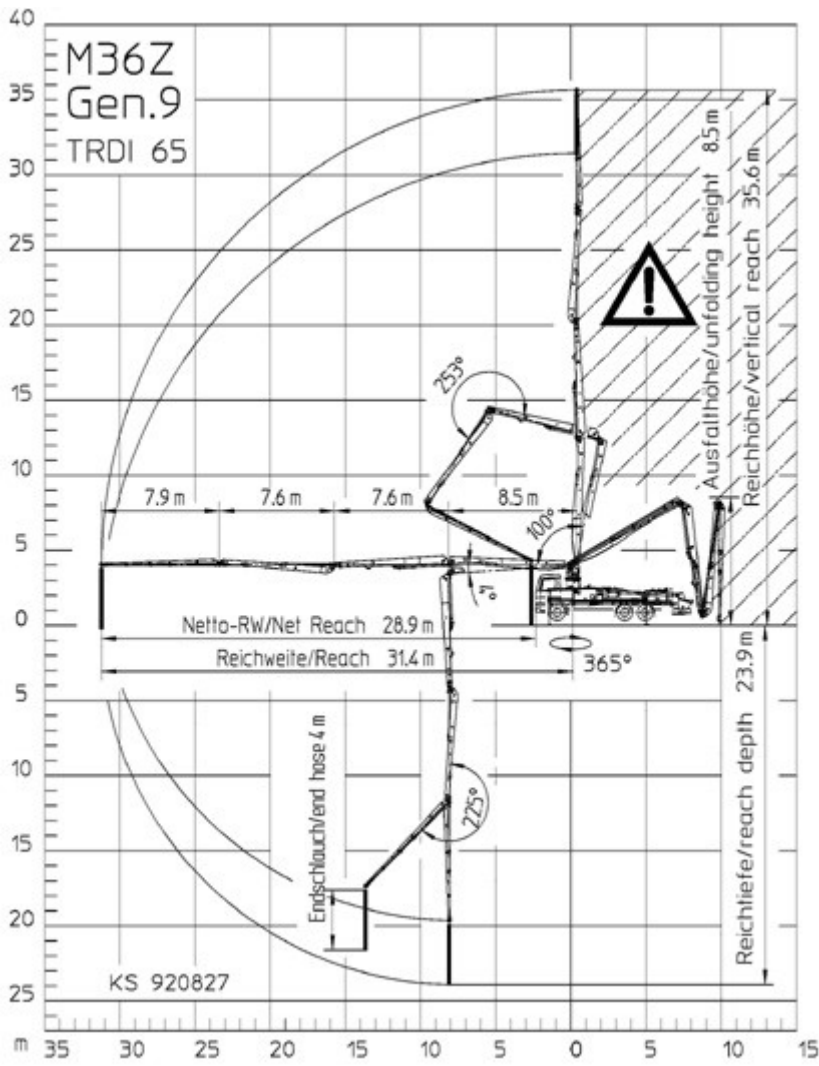 40
M36Z
Gen.9
TRDI 65
35
30
25
20
15
10
5
0
5
10
15
20
25
m
Ausfalthöhe/unfolding height 8.5 m
Reichhöhe/vertical reach 35.6 m
253°
7.9 m 7.6 m 7.6 m 8.5 m
100°
Netto-RW/Net Reach 28.9 m
Reichweite/Reach 31.4 m
365°
Reichtiefe/reach depth 23.9 m
Endschlauch/end hose 4 m
225°
KS 920827
35 30 25 20 15 10 5 0 5 10 15